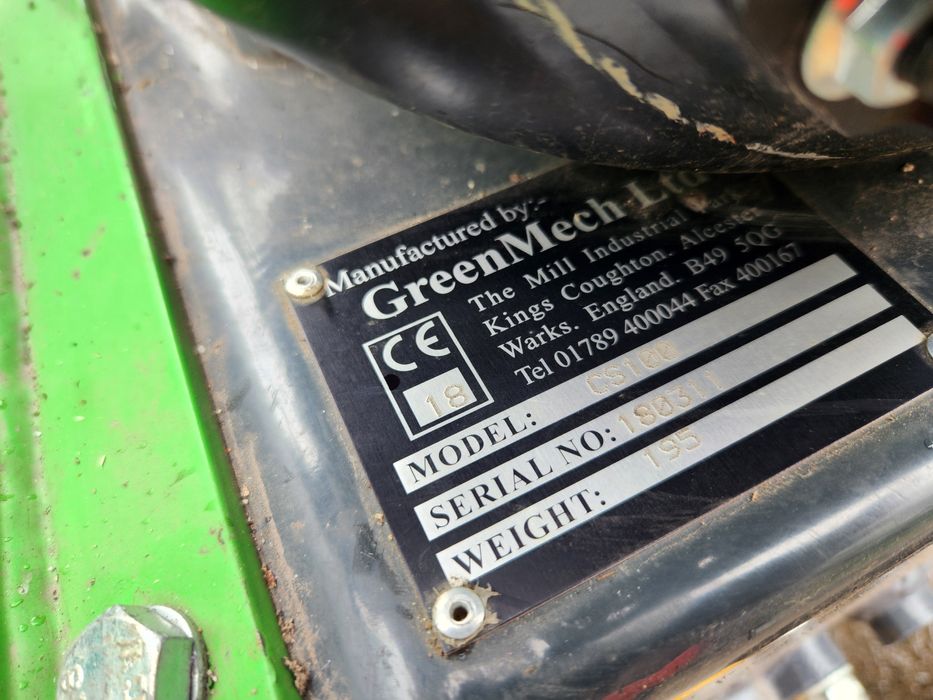 Manufactured by:-
GreenMech Ltd
The Mill Industrial Park
Kings Coughton. Alcester
Warks. England. B49 5QG
Tel 01789 400044 Fax 400167
CE
18
MODEL: CS100
SERIAL NO: 180311
WEIGHT: 195